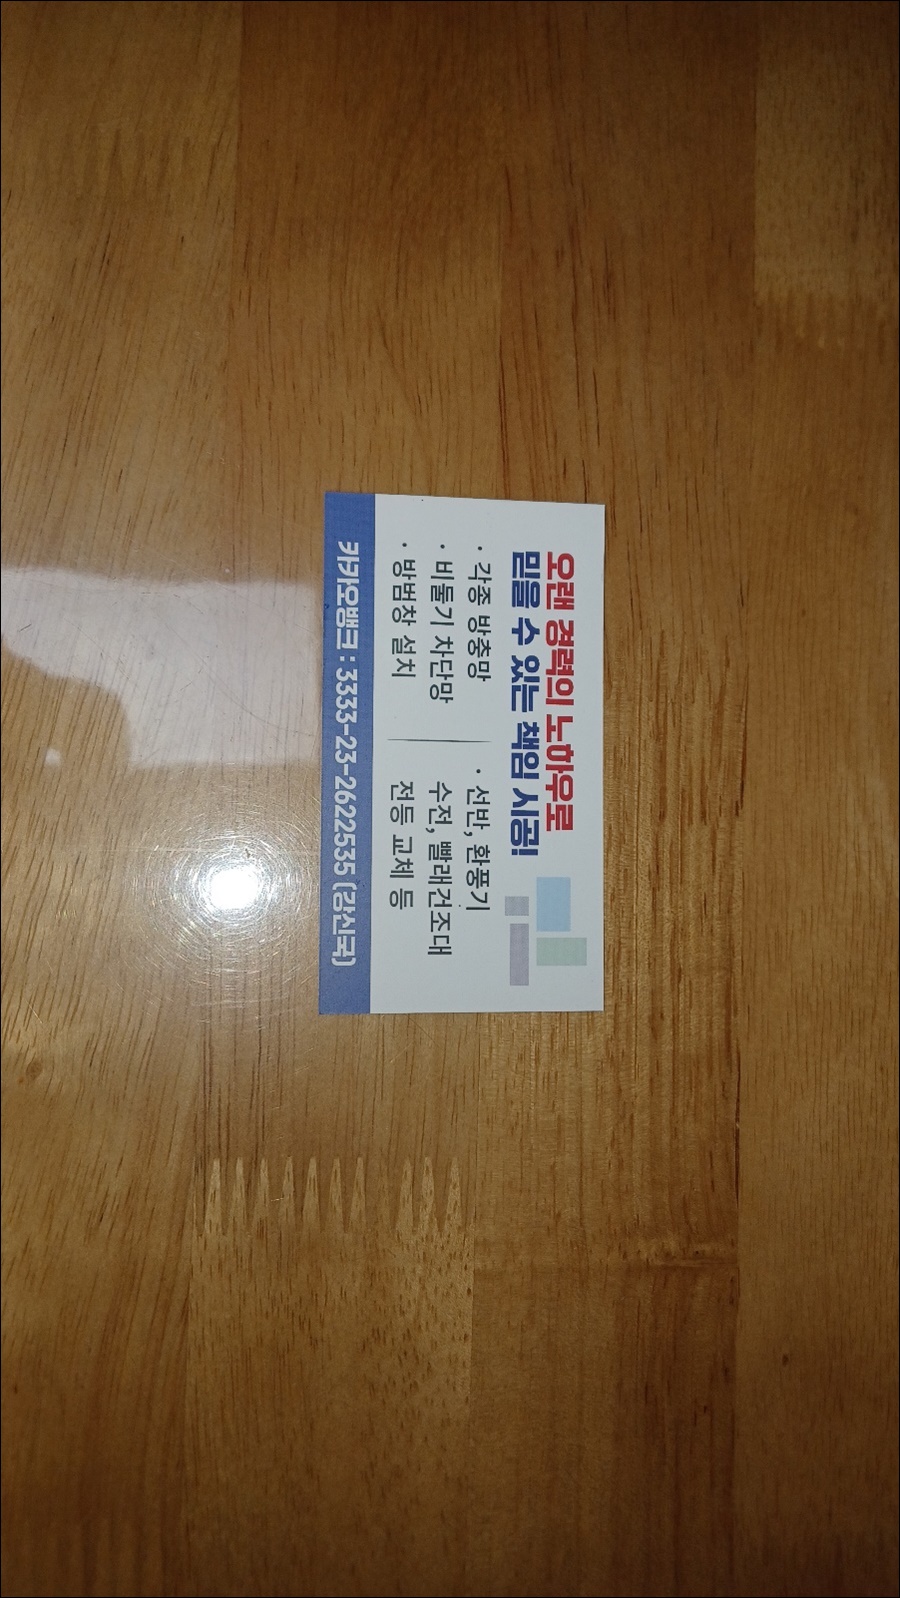 오랜 경력의 노하우로
믿을 수 있는 책임 시공!
· 각종 방충망
· 비둘기 차단망
· 방범창 설치
· 선반, 환풍기
수전, 빨래건조대
전등 교체 등
카카오뱅크 : 3333-23-2622535 (강신국)